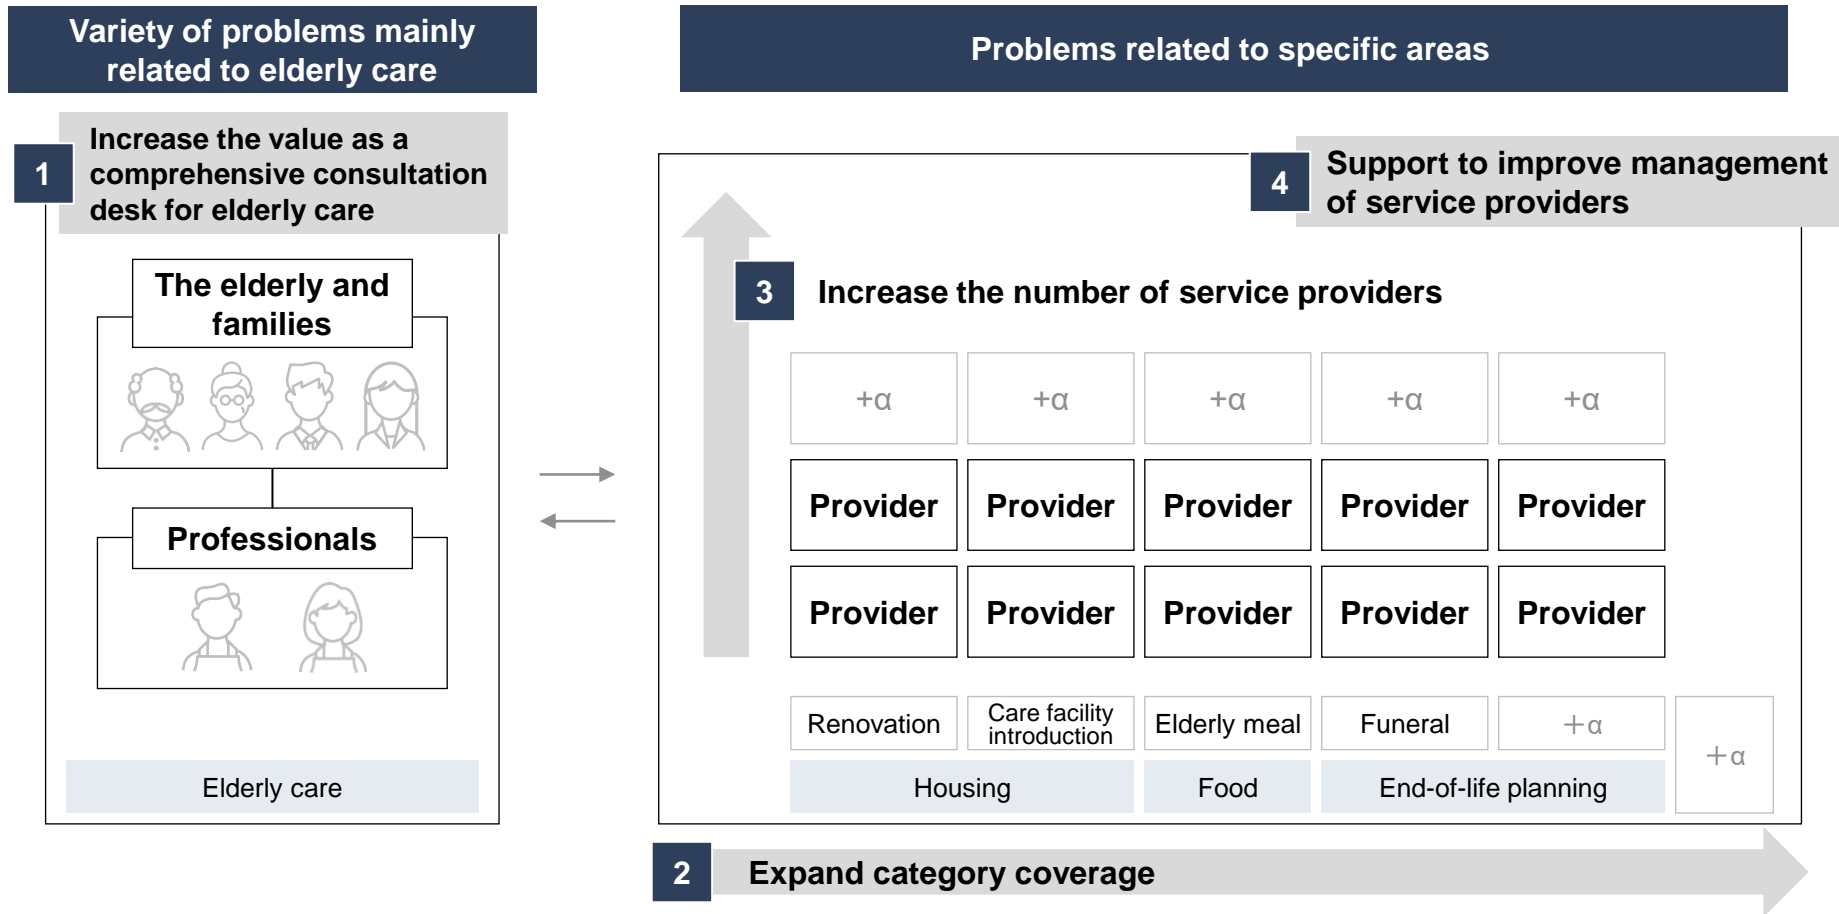 Variety of problems mainly
related to elderly care
Problems related to specific areas
1
Increase the value as a
comprehensive consultation
desk for elderly care
The elderly and
families
Professionals
Elderly care
4
Support to improve management
of service providers
3
Increase the number of service providers
+α +α +α +α +α
Provider Provider Provider Provider Provider
Provider Provider Provider Provider Provider
Renovation
Care facility
introduction
Elderly meal
Funeral
+α
+α
Housing
Food
End-of-life planning
2
Expand category coverage